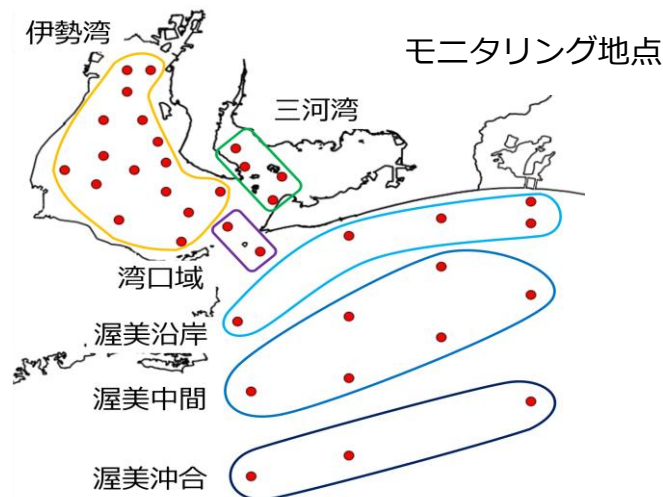 伊勢湾
モニタリング地点
三河湾
湾口域
渥美沿岸
渥美中間
渥美沖合